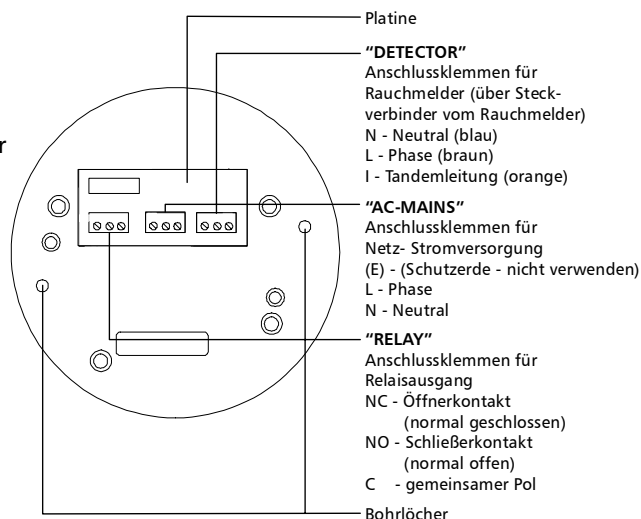 Platine
“DETECTOR”
Anschlussklemmen für
Rauchmelder (über Steck-
verbinder vom Rauchmelder)
N - Neutral (blau)
L - Phase (braun)
I - Tandemleitung (orange)
r
“AC-MAINS”
Anschlussklemmen für
Netz- Stromversorgung
(E) - (Schutzerde - nicht verwenden)
L - Phase
N - Neutral
“RELAY”
Anschlussklemmen für
Relaisausgang
NC - Öffnerkontakt
(normal geschlossen)
NO - Schließerkontakt
(normal offen)
C - gemeinsamer Pol
Bohrlöcher